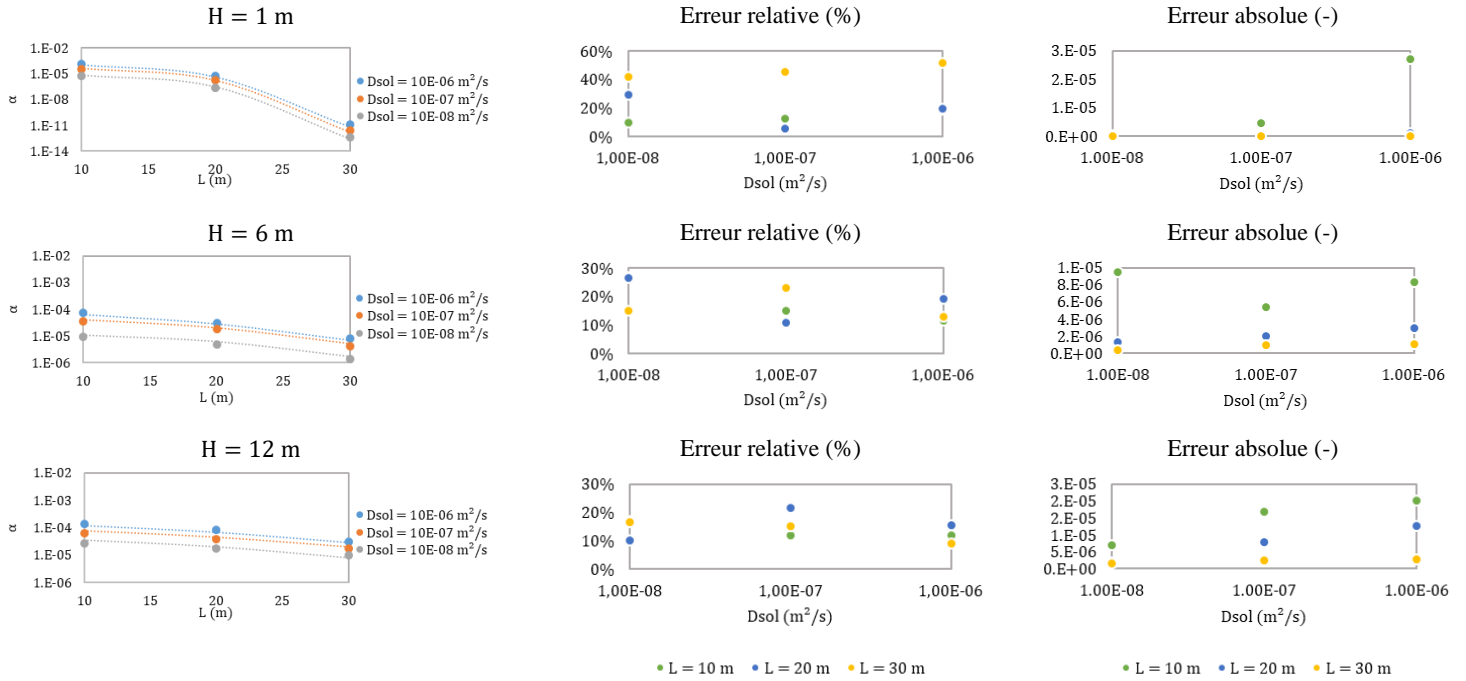 H = 1 m
Erreur relative (%)
Erreur absolue (-)
1.E-02
1.E-05
1.E-08
1.E-11
1.E-14
α
10 15 20 25 30
L (m)
Dsol = 10E-06 m²/s
Dsol = 10E-07 m²/s
Dsol = 10E-08 m²/s
60%
40%
20%
0%
1,00E-08 1,00E-07 1,00E-06
Dsol (m²/s)
3.E-05
2.E-05
1.E-05
0.E+00
1.00E-08 1.00E-07 1.00E-06
Dsol (m²/s)
H = 6 m
Erreur relative (%)
Erreur absolue (-)
1.E-02
1.E-03
1.E-04
1.E-05
1.E-06
α
10 15 20 25 30
L (m)
Dsol = 10E-06 m²/s
Dsol = 10E-07 m²/s
Dsol = 10E-08 m²/s
30%
20%
10%
0%
1,00E-08 1,00E-07 1,00E-06
Dsol (m²/s)
1.E-05
8.E-06
6.E-06
4.E-06
2.E-06
0.E+00
1.00E-08 1.00E-07 1.00E-06
Dsol (m²/s)
H = 12 m
Erreur relative (%)
Erreur absolue (-)
1.E-02
1.E-03
1.E-04
1.E-05
1.E-06
α
10 15 20 25 30
L (m)
Dsol = 10E-06 m²/s
Dsol = 10E-07 m²/s
Dsol = 10E-08 m²/s
30%
20%
10%
0%
1,00E-08 1,00E-07 1,00E-06
Dsol (m²/s)
3.E-05
2.E-05
2.E-05
1.E-05
5.E-06
0.E+00
1.00E-08 1.00E-07 1.00E-06
Dsol (m²/s)
L = 10 m L = 20 m L = 30 m
L = 10 m L = 20 m L = 30 m